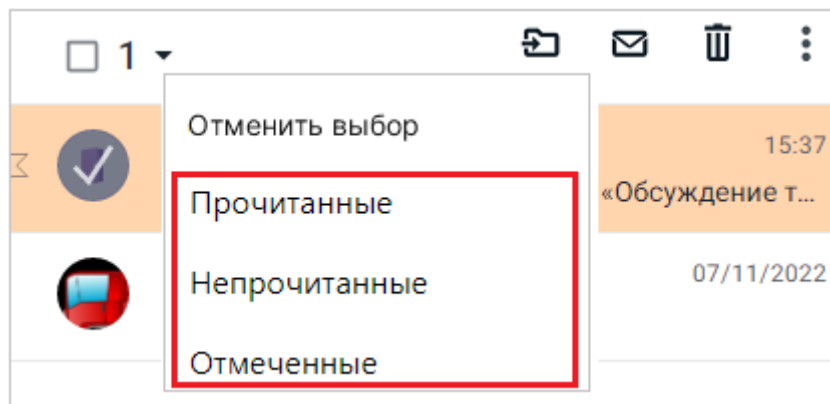 1
Отменить выбор
15:37
Прочитанные
«Обсуждение т...
Непрочитанные
07/11/2022
Отмеченные